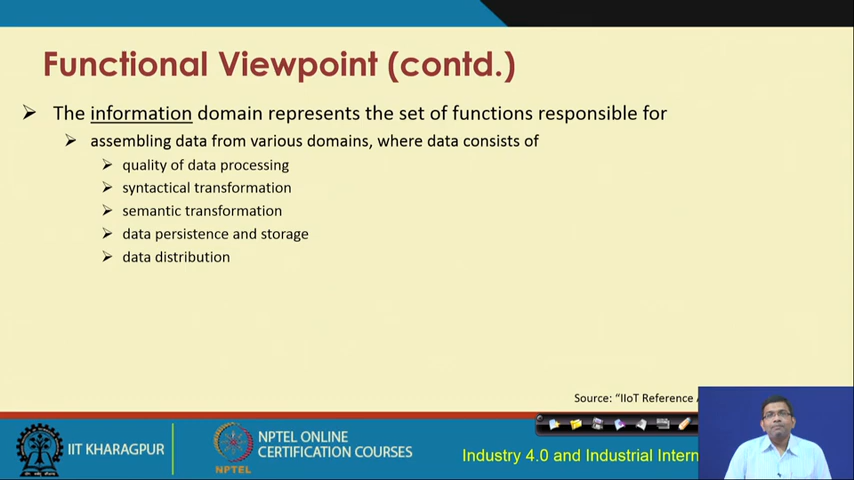 Functional Viewpoint (contd.)
The information domain represents the set of functions responsible for
assembling data from various domains, where data consists of
quality of data processing
syntactical transformation
semantic transformation
data persistence and storage
data distribution
Source: "IIoT Reference
IIT KHARAGPUR
NPTEL
NPTEL ONLINE
CERTIFICATION COURSES
Industry 4.0 and Industrial